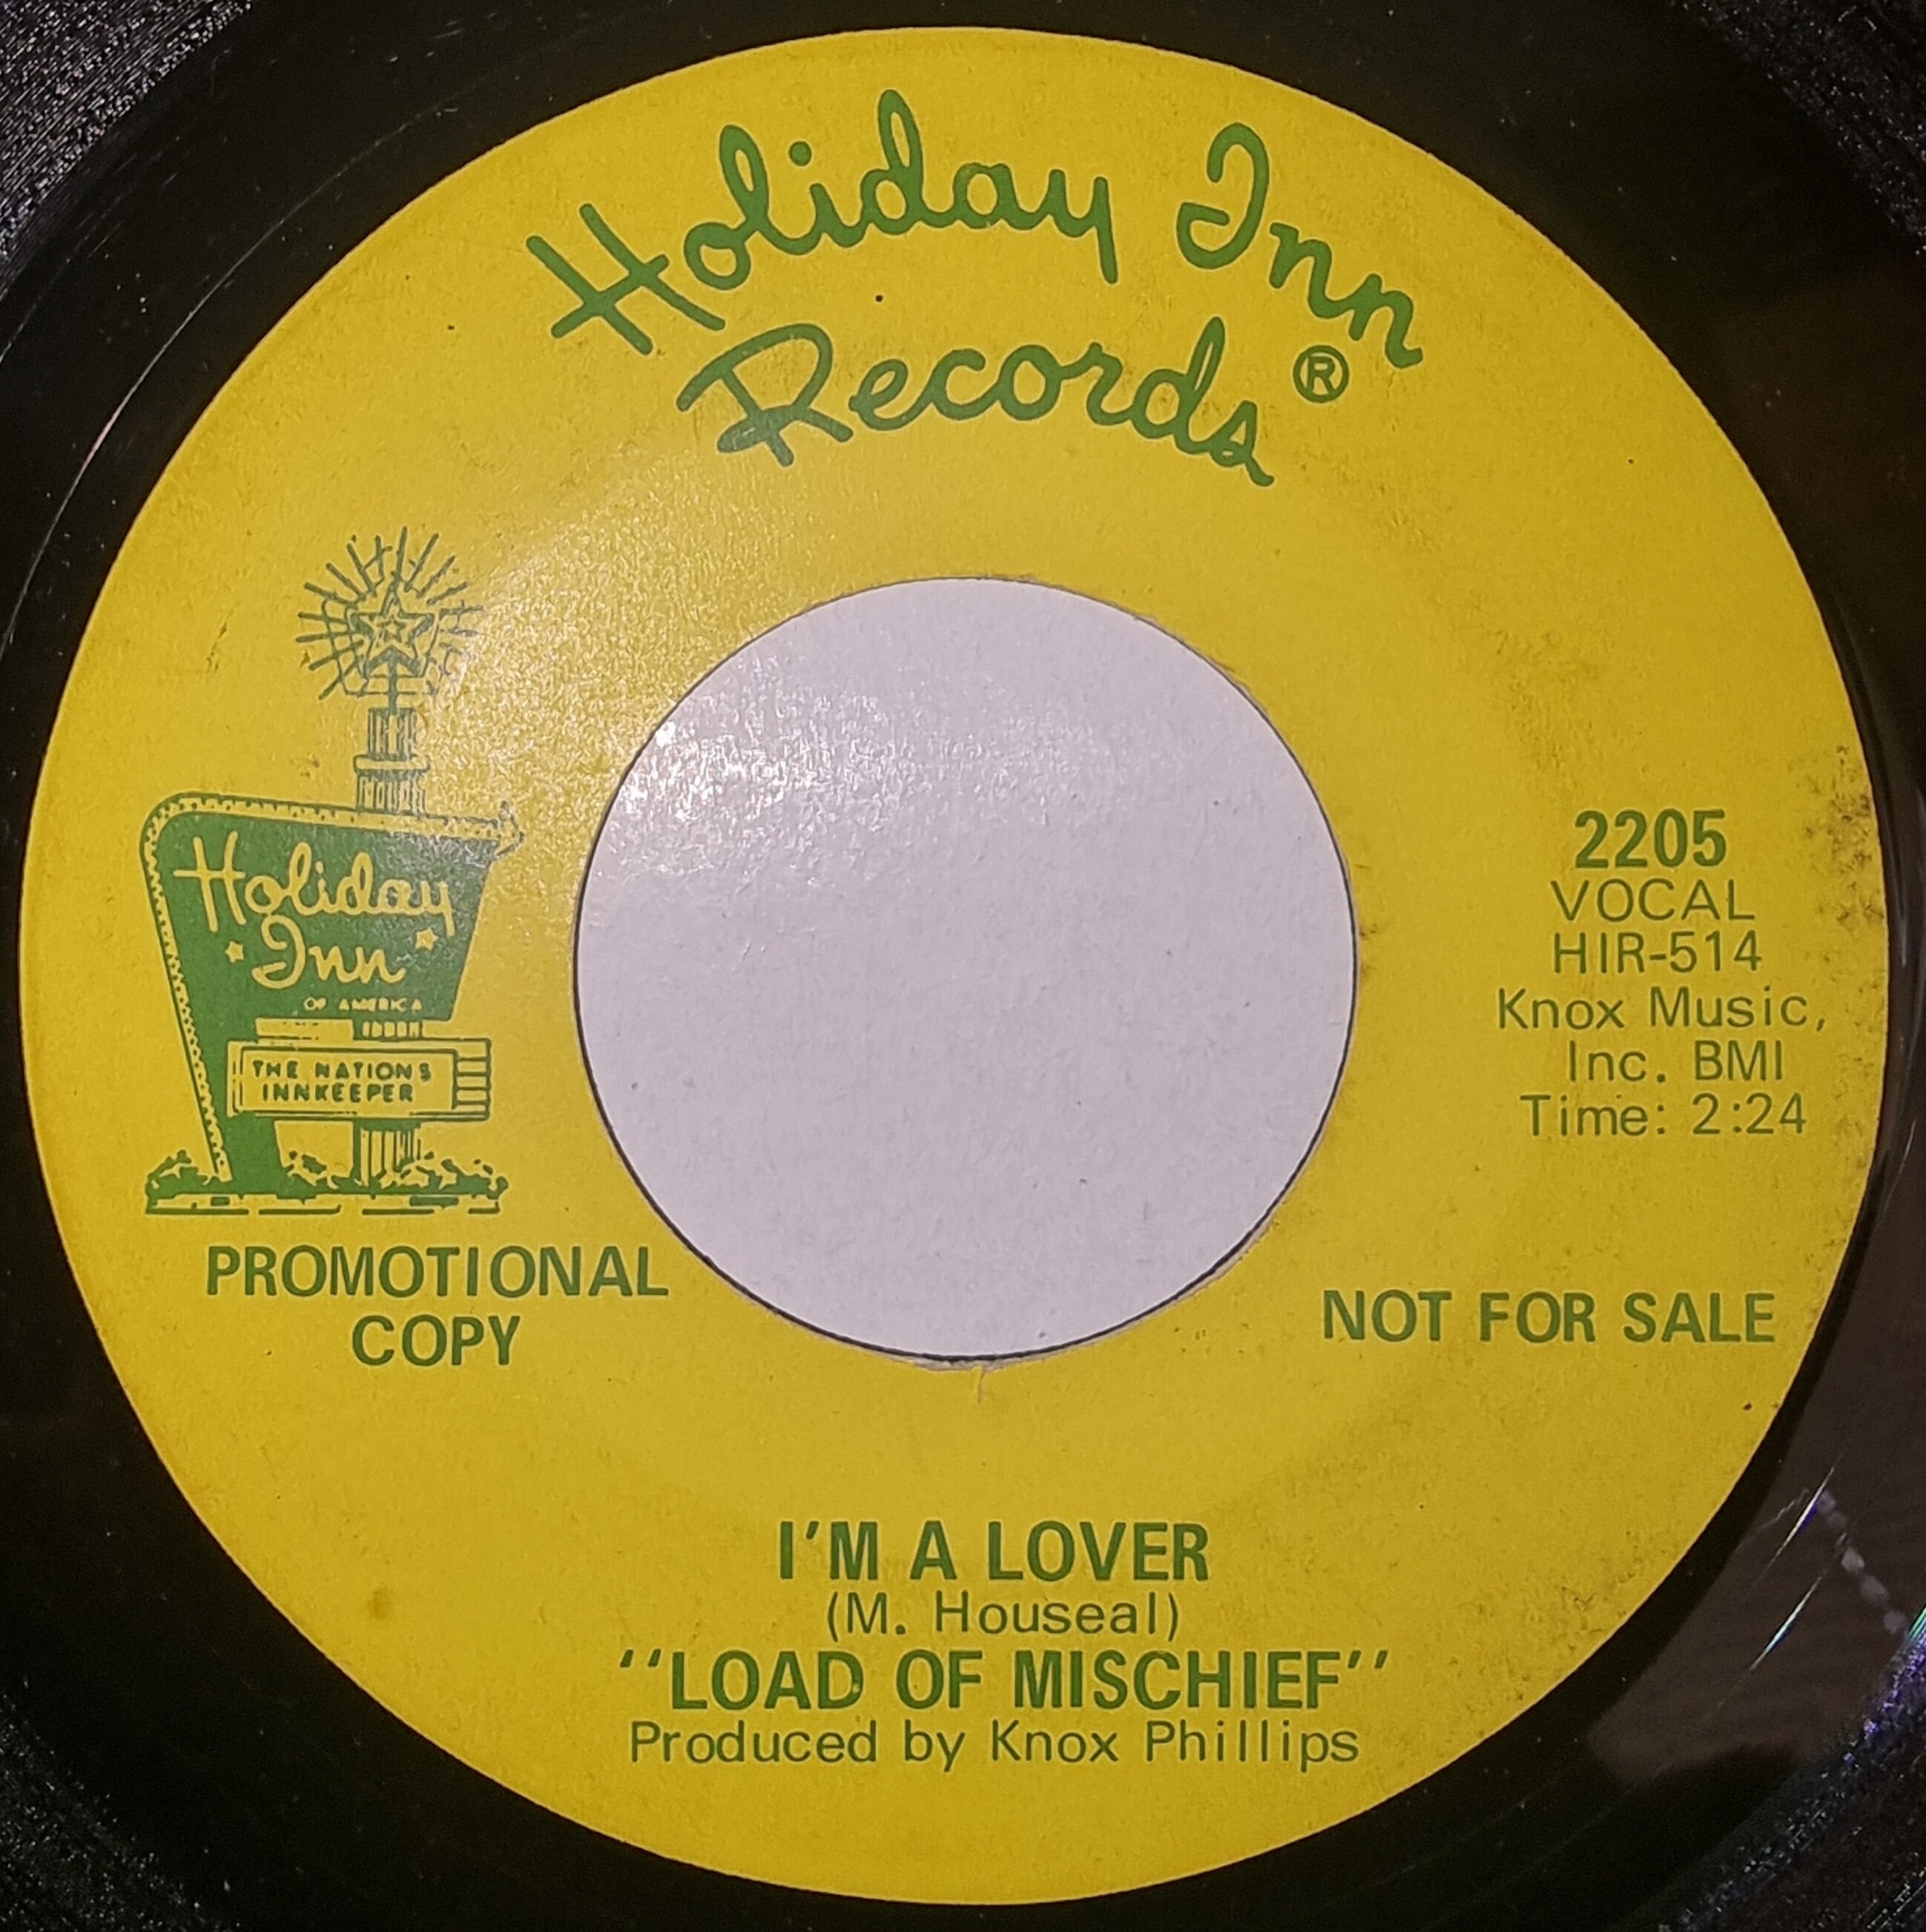 Holiday Inn
Records®
Holiday
Inn
OF AMERICA
THE NATIONS
INNKEEPER
2205
VOCAL
HIR-514
Knox Music,
Inc. BMI
Time: 2:24
PROMOTIONAL
COPY
NOT FOR SALE
I'M A LOVER
(M. Houseal)
"LOAD OF MISCHIEF"
Produced by Knox Phillips